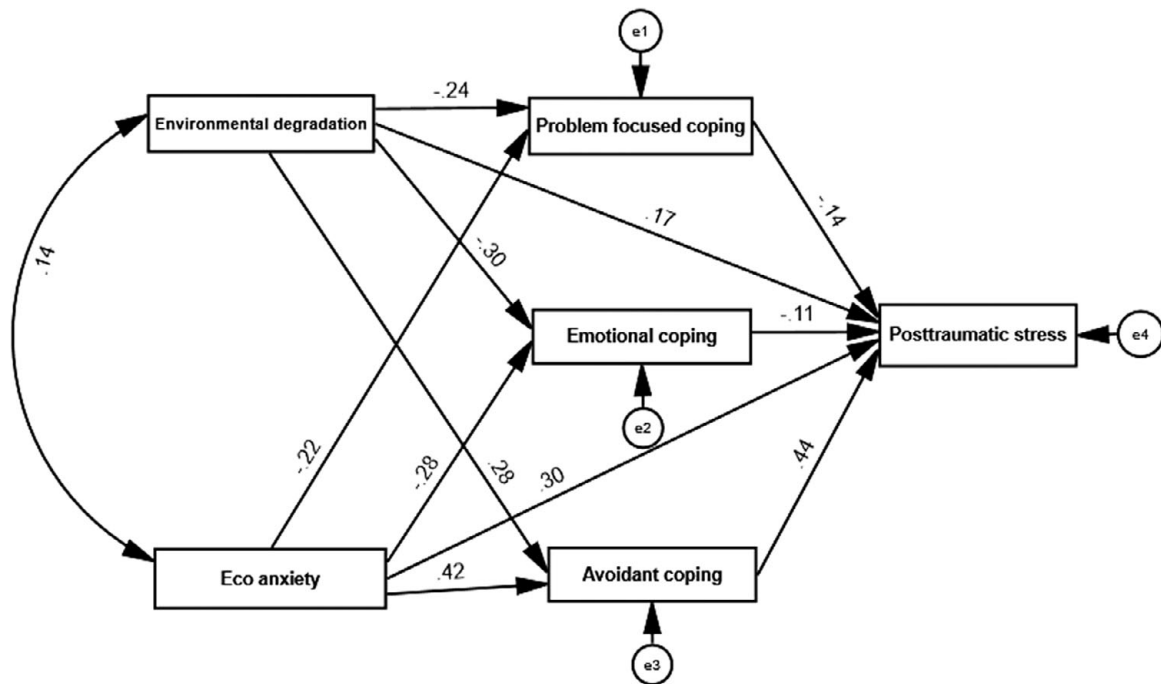 e1
-.24
Environmental degradation
Problem focused coping
-.14
.17
-.30
.14
Emotional coping
-.11
Posttraumatic stress
e4
e2
-.22
-.28
.28
.30
.44
Eco anxiety
.42
Avoidant coping
e3